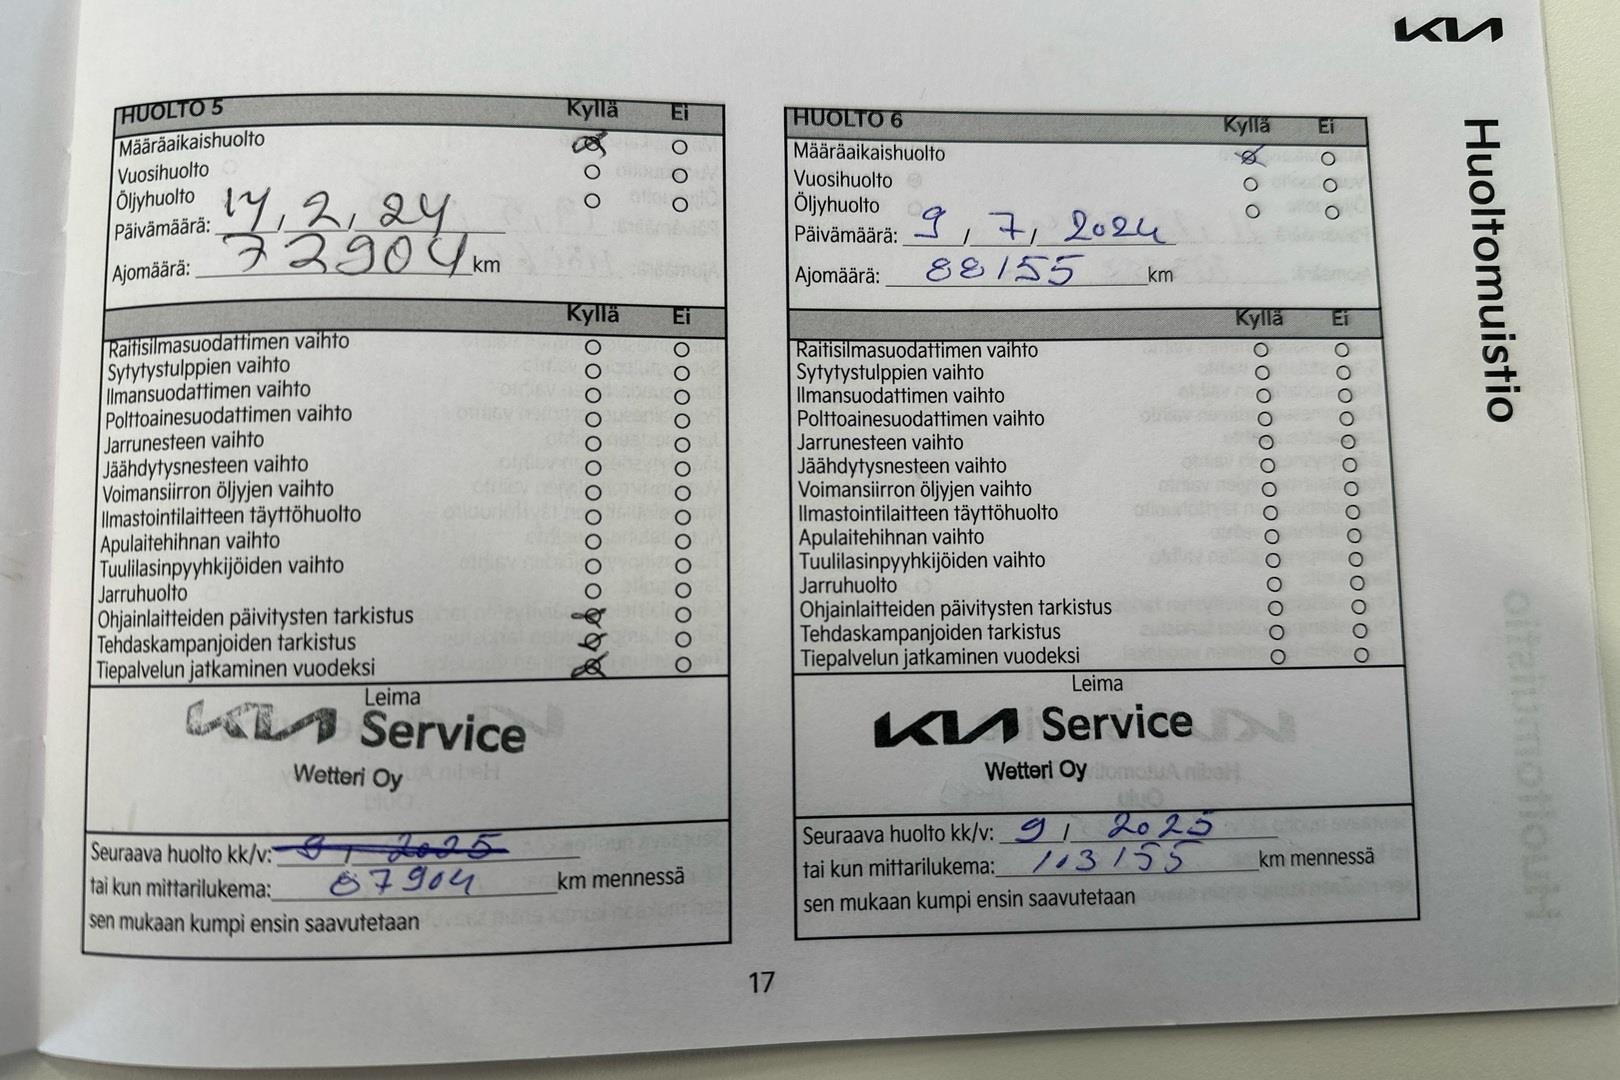 KIA
Huoltomuistio
HUOLTO 5 Kyllä Ei
Määräaikaishuolto
Vuosihuolto
Öljyhuolto
Päivämäärä: 14, 2, 24
Ajomäärä: 72904 km
Kyllä Ei
Raitisilmasuodattimen vaihto
Sytytystulppien vaihto
Ilmansuodattimen vaihto
Polttoainesuodattimen vaihto
Jarrunesteen vaihto
Jäähdytysnesteen vaihto
Voimansiirron öljyjen vaihto
Ilmastointilaitteen täyttöhuolto
Apulaitehihnan vaihto
Tuulilasinpyyhkijöiden vaihto
Jarruhuolto
Ohjainlaitteiden päivitysten tarkistus
Tehdaskampanjoiden tarkistus
Tiepalvelun jatkaminen vuodeksi
Leima
KIA Service
Wetteri Oy
Seuraava huolto kk/v: 9 / 2025
tai kun mittarilukema: 87904 km mennessä
sen mukaan kumpi ensin saavutetaan
HUOLTO 6 Kyllä Ei
Määräaikaishuolto
Vuosihuolto
Öljyhuolto
Päivämäärä: 9, 7, 2024
Ajomäärä: 88155 km
Kyllä Ei
Raitisilmasuodattimen vaihto
Sytytystulppien vaihto
Ilmansuodattimen vaihto
Polttoainesuodattimen vaihto
Jarrunesteen vaihto
Jäähdytysnesteen vaihto
Voimansiirron öljyjen vaihto
Ilmastointilaitteen täyttöhuolto
Apulaitehihnan vaihto
Tuulilasinpyyhkijöiden vaihto
Jarruhuolto
Ohjainlaitteiden päivitysten tarkistus
Tehdaskampanjoiden tarkistus
Tiepalvelun jatkaminen vuodeksi
Leima
KIA Service
Wetteri Oy
Seuraava huolto kk/v: 9 / 2025
tai kun mittarilukema: 113155 km mennessä
sen mukaan kumpi ensin saavutetaan
17